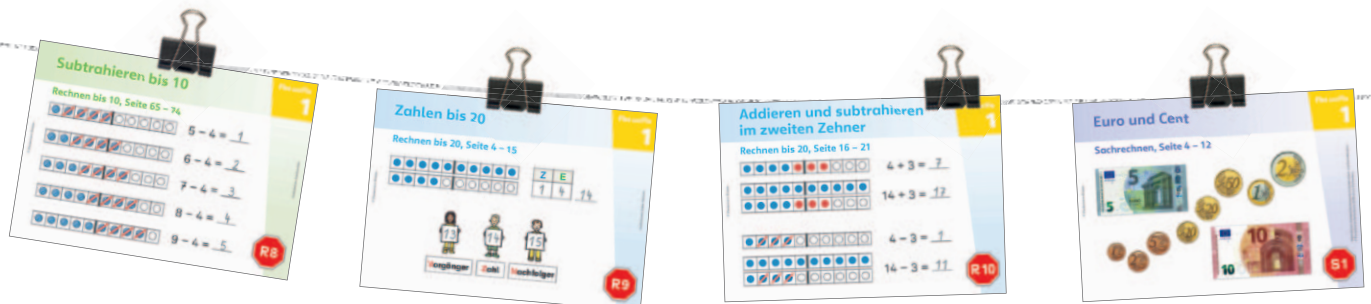 Subtrahieren bis 10
Rechnen bis 10, Seite 65 – 74
1
5 – 4 = 1
6 – 4 = 2
7 – 4 = 3
8 – 4 = 4
9 – 4 = 5
R8
Zahlen bis 20
Rechnen bis 20, Seite 4 – 15
1
Z E
1 4 14
13 14 15
Vorgänger Zahl Nachfolger
R9
Addieren und subtrahieren
im zweiten Zehner
Rechnen bis 20, Seite 16 – 21
1
4 + 3 = 7
14 + 3 = 17
4 – 3 = 1
14 – 3 = 11
R10
Euro und Cent
Sachrechnen, Seite 4 – 12
1
5
5
2
1
10
10
S1